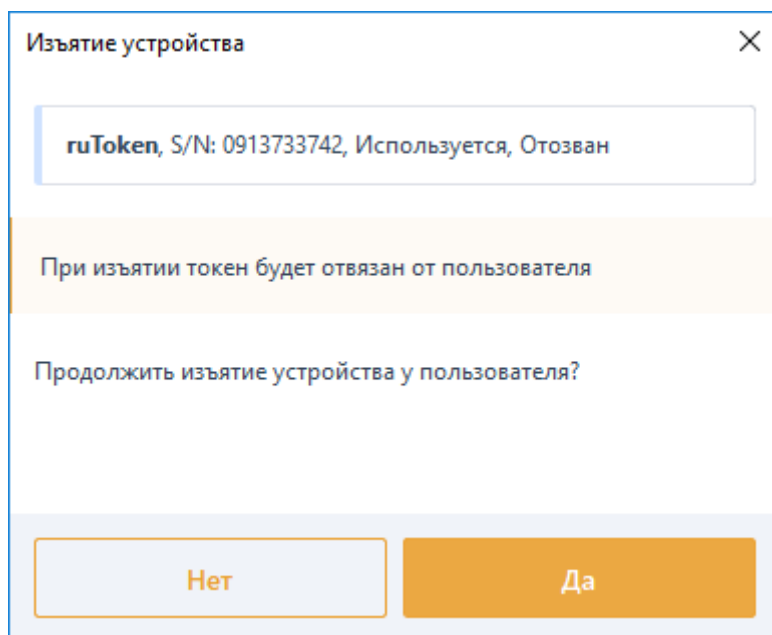 Изъятие устройства
ruToken, S/N: 0913733742, Используется, Отозван
При изъятии токен будет отвязан от пользователя
Продолжить изъятие устройства у пользователя?
Нет
Да